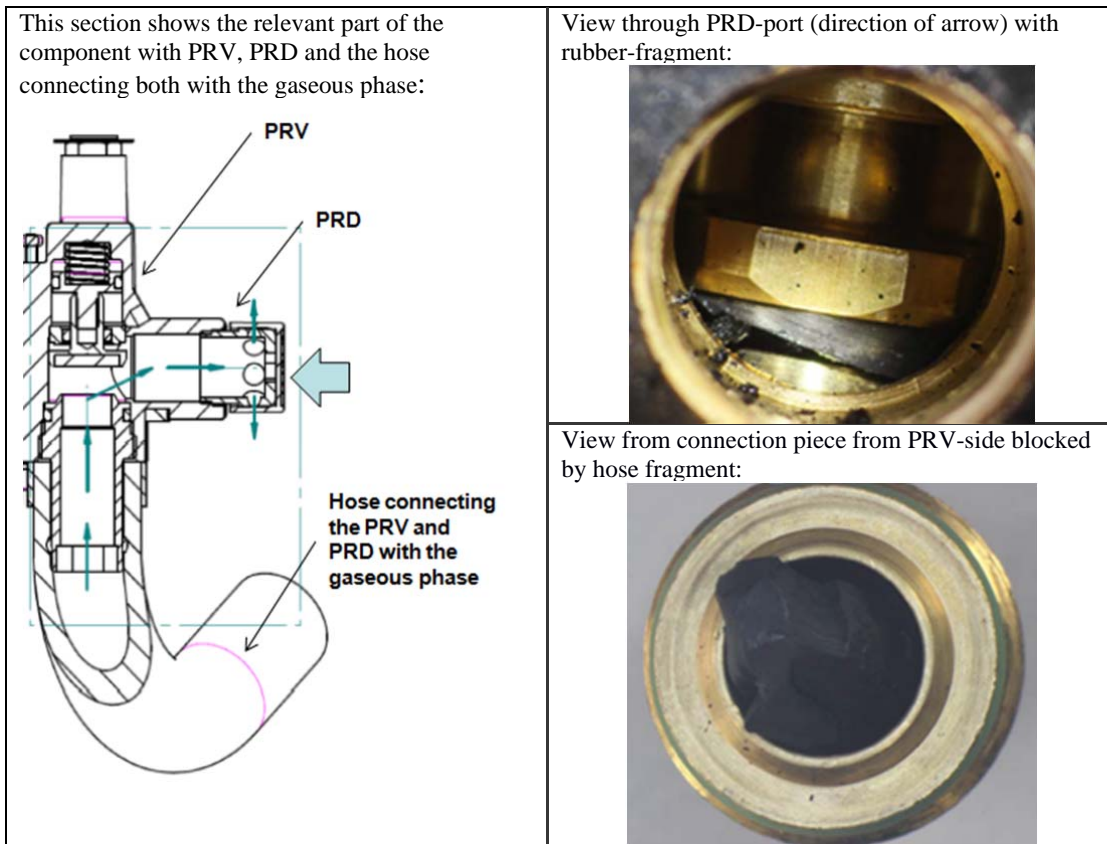 This section shows the relevant part of the
component with PRV, PRD and the hose
connecting both with the gaseous phase:
PRV
PRD
Hose connecting
the PRV and
PRD with the
gaseous phase
View through PRD-port (direction of arrow) with
rubber-fragment:
View from connection piece from PRV-side blocked
by hose fragment: